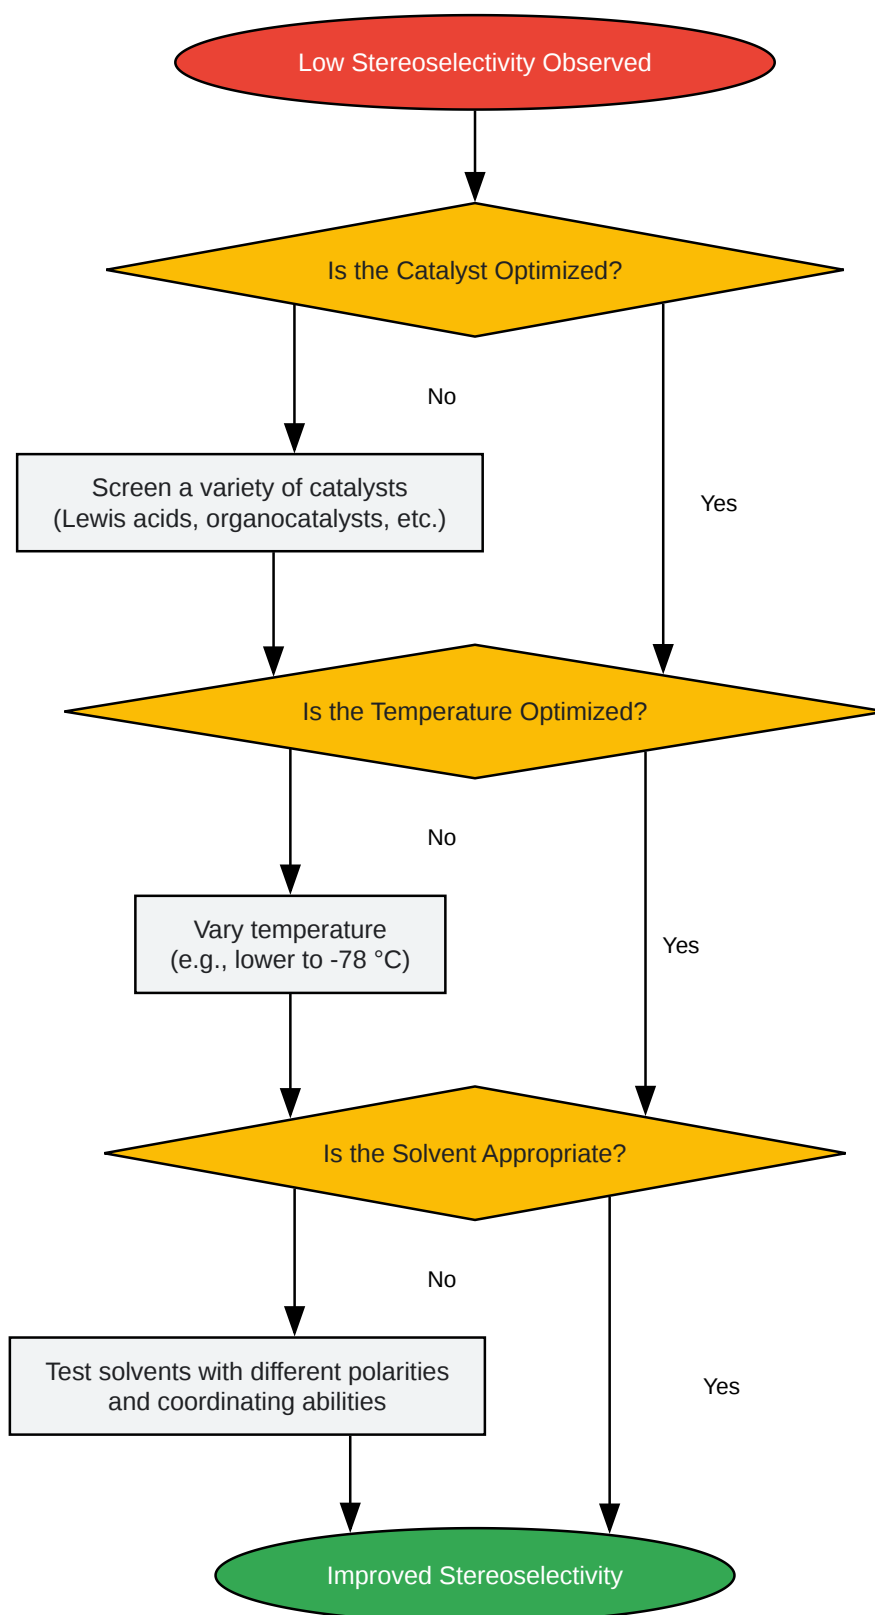 Low Stereoselectivity Observed
Is the Catalyst Optimized?
No
Screen a variety of catalysts
(Lewis acids, organocatalysts, etc.)
Yes
Is the Temperature Optimized?
No
Vary temperature
(e.g., lower to -78 °C)
Yes
Is the Solvent Appropriate?
No
Test solvents with different polarities
and coordinating abilities
Yes
Improved Stereoselectivity